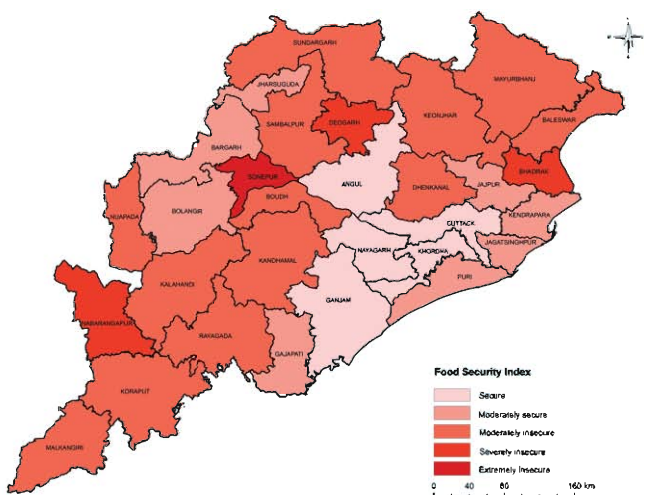 SUNDARGARH
JHARSUGUDA
MAYURBHANJ
SAMBALPUR
DEOGARH
KEONJHAR
BALESWAR
BARGARH
SONEPUR
ANGUL
DHENKANAL
JAJPUR
BHADRAK
NUAPADA
BOLANGR
BOUDH
KENDRAPARA
CUTTACK
NAYAGARH
KHORDHA
JAGATSINGHPUR
KANDHAMAL
PURI
KALAHANDI
GANJAM
NABARANGAPUR
RAYAGADA
GAJAPATI
KORAPUT
MALKANGIRI
Food Security Index
Secure
Moderately secure
Moderately insecure
Severely insecure
Extremely insecure
0 40 80 160 km